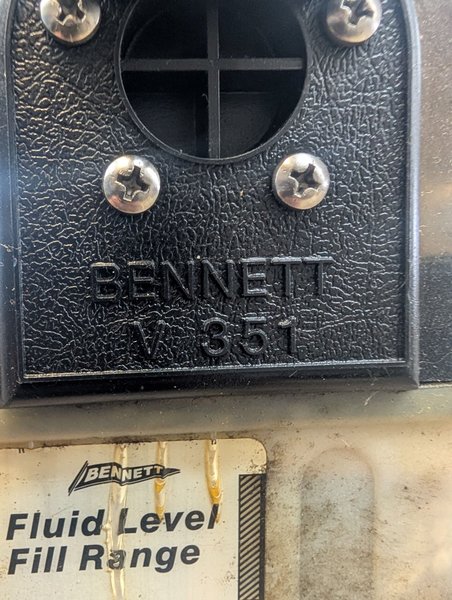 BENNETT
V 351
BENNETT
Fluid Level
Fill Range